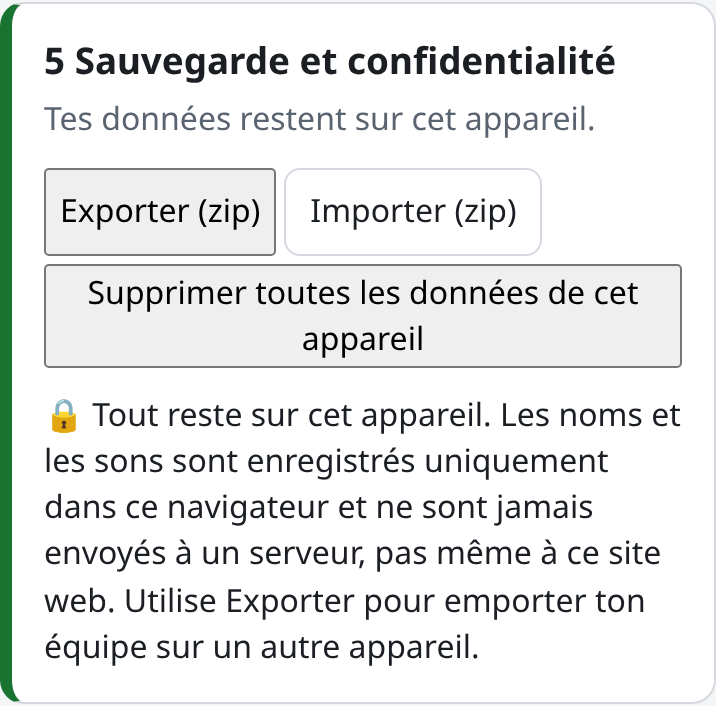 5 Sauvegarde et confidentialité
Tes données restent sur cet appareil.
Exporter (zip)
Importer (zip)
Supprimer toutes les données de cet
appareil
🔒 Tout reste sur cet appareil. Les noms et
les sons sont enregistrés uniquement
dans ce navigateur et ne sont jamais
envoyés à un serveur, pas même à ce site
web. Utilise Exporter pour emporter ton
équipe sur un autre appareil.